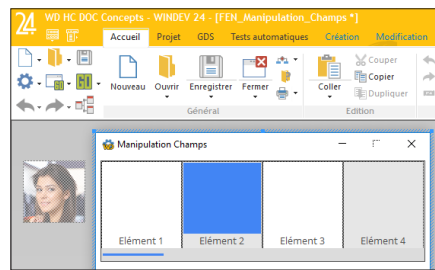 24 WD HC DOC Concepts - WINDEV 24 - [FEN_Manipulation_Champs *]
Accueil Projet GDS Tests automatiques Création Modification
Nouveau Ouvrir Enregistrer Fermer Coller
Couper
Copier
Dupliquer
Général Edition
Manipulation Champs
Elément 1 Elément 2 Elément 3 Elément 4